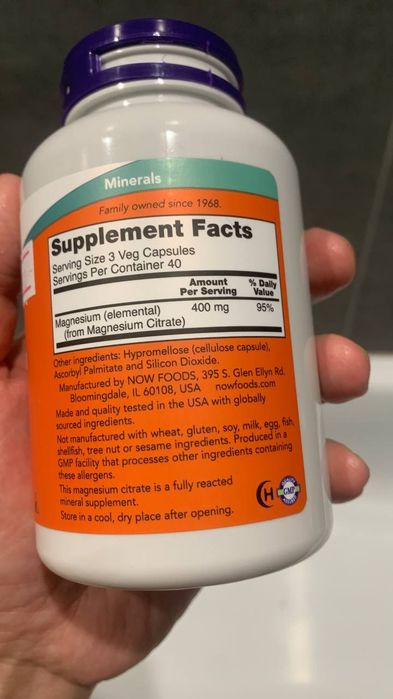 Minerals
Family owned since 1968.
Supplement Facts
Serving Size 3 Veg Capsules
Servings Per Container 40
Amount Per Serving
% Daily Value
Magnesium (elemental) 400 mg 95%
(from Magnesium Citrate)
Other ingredients: Hypromellose (cellulose capsule),
Ascorbyl Palmitate and Silicon Dioxide.
Manufactured by NOW FOODS, 395 S. Glen Ellyn Rd.
Bloomingdale, IL 60108, USA nowfoods.com
Made and quality tested in the USA with globally
sourced ingredients.
Not manufactured with wheat, gluten, soy, milk, egg, fish,
shellfish, tree nut or sesame ingredients. Produced in a
GMP facility that processes other ingredients containing
these allergens.
This magnesium citrate is a fully reacted
mineral supplement.
Store in a cool, dry place after opening.
H
GMP